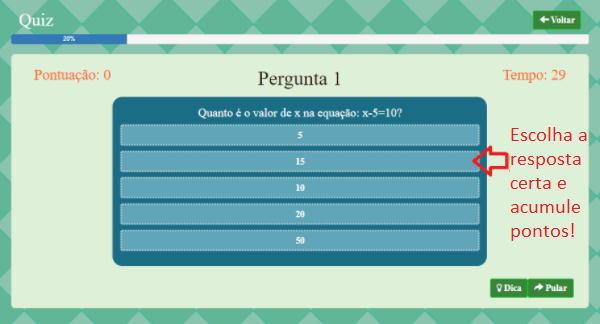 Quiz
Voltar
20%
Pontuação: 0
Pergunta 1
Tempo: 29
Quanto é o valor de x na equação: x-5=10?
5
15
10
20
50
Escolha a
resposta
certa e
acumule
pontos!
Dica
Pular